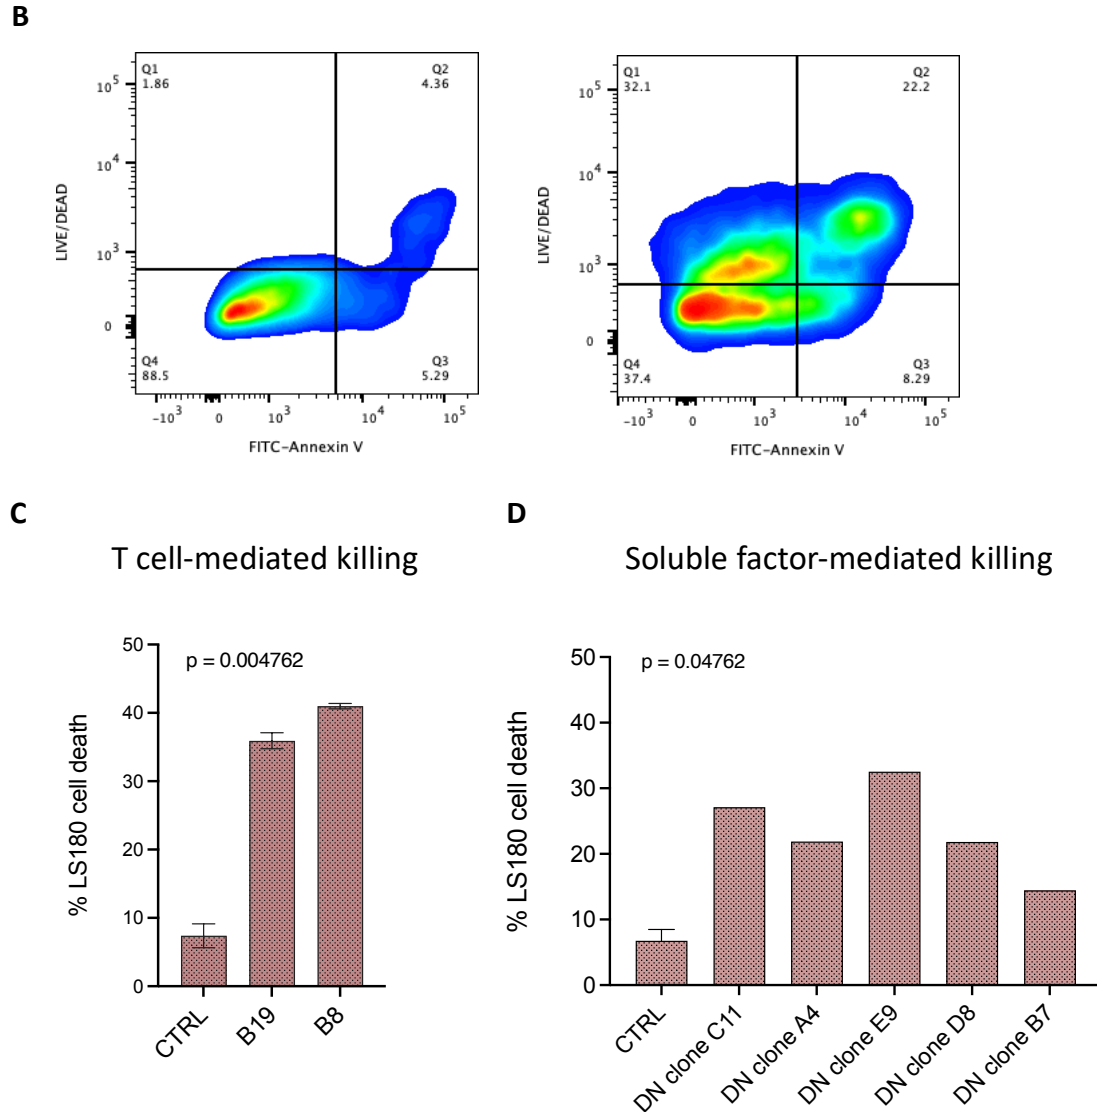 B
Q1
1.86
Q2
4.36
Q4
88.5
Q3
5.29
10^5
10^4
10^3
0
LIVE/DEAD
-10^3 0 10^3 10^4 10^5
FITC-Annexin V
Q1
32.1
Q2
22.2
Q4
37.4
Q3
8.29
10^5
10^4
10^3
0
LIVE/DEAD
-10^3 0 10^3 10^4 10^5
FITC-Annexin V
C
T cell-mediated killing
p = 0.004762
50
40
30
20
10
0
% LS180 cell death
CTRL
B19
B8
D
Soluble factor-mediated killing
p = 0.04762
50
40
30
20
10
0
% LS180 cell death
CTRL
DN clone C11
DN clone A4
DN clone E9
DN clone D8
DN clone B7